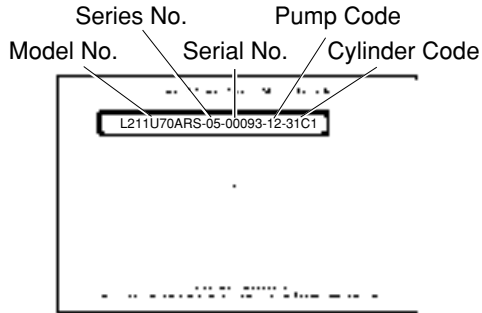 Series No. Pump Code
Model No. Serial No. Cylinder Code
L211U70ARS-05-00093-12-31C1